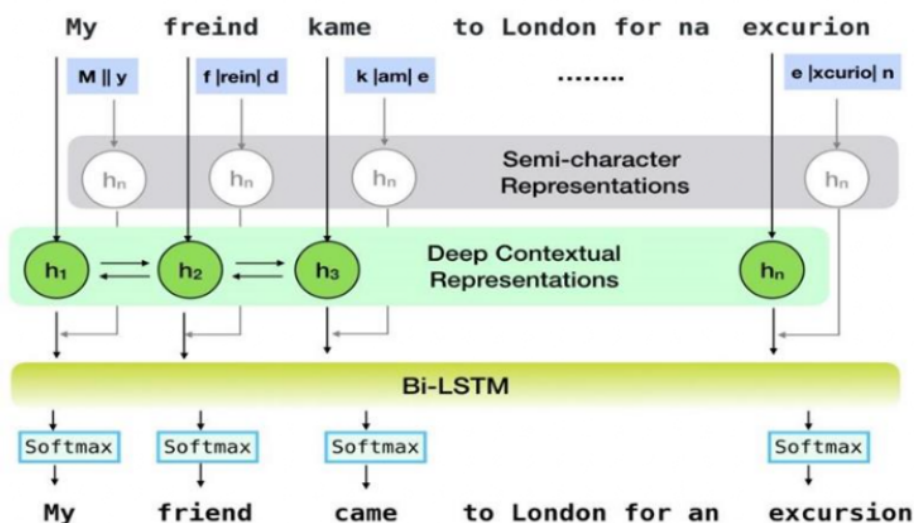 My freind kame to London for na excurion
M || y f |rein| d k |am| e ........ e |xcurio| n
Semi-character
Representations
hn hn hn hn
Deep Contextual
Representations
h1 h2 h3 hn
Bi-LSTM
Softmax Softmax Softmax Softmax
My friend came to London for an excursion